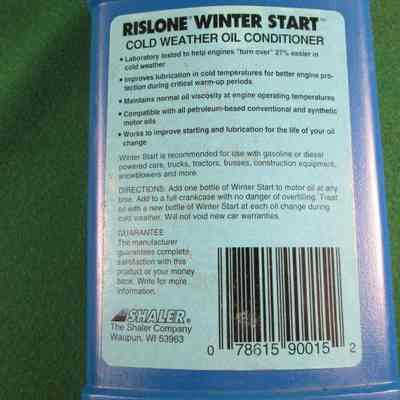 RISLONE® WINTER START™
COLD WEATHER OIL CONDITIONER
• Laboratory tested to help engines "turn over" 27% easier in
cold weather
• Improves lubrication in cold temperatures for better engine pro-
tection during critical warm-up periods
• Maintains normal oil viscosity at engine operating temperatures
• Compatible with all petroleum-based conventional and synthetic
motor oils
• Works to improve starting and lubrication for the life of your oil
change
Winter Start is recommended for use with gasoline or diesel
powered cars, trucks, tractors, busses, construction equipment,
snowblowers and more.
DIRECTIONS: Add one bottle of Winter Start to motor oil at any
time. Add to a full crankcase with no danger of overfilling. Treat
oil with a new bottle of Winter Start at each oil change during
cold weather. Will not void new car warranties.
GUARANTEE
The manufacturer
guarantees complete
satisfaction with this
product or your money
back. Write for more
information.
SHALER
The Shaler Company
Waupun, WI 53963
0 78615 90015 2